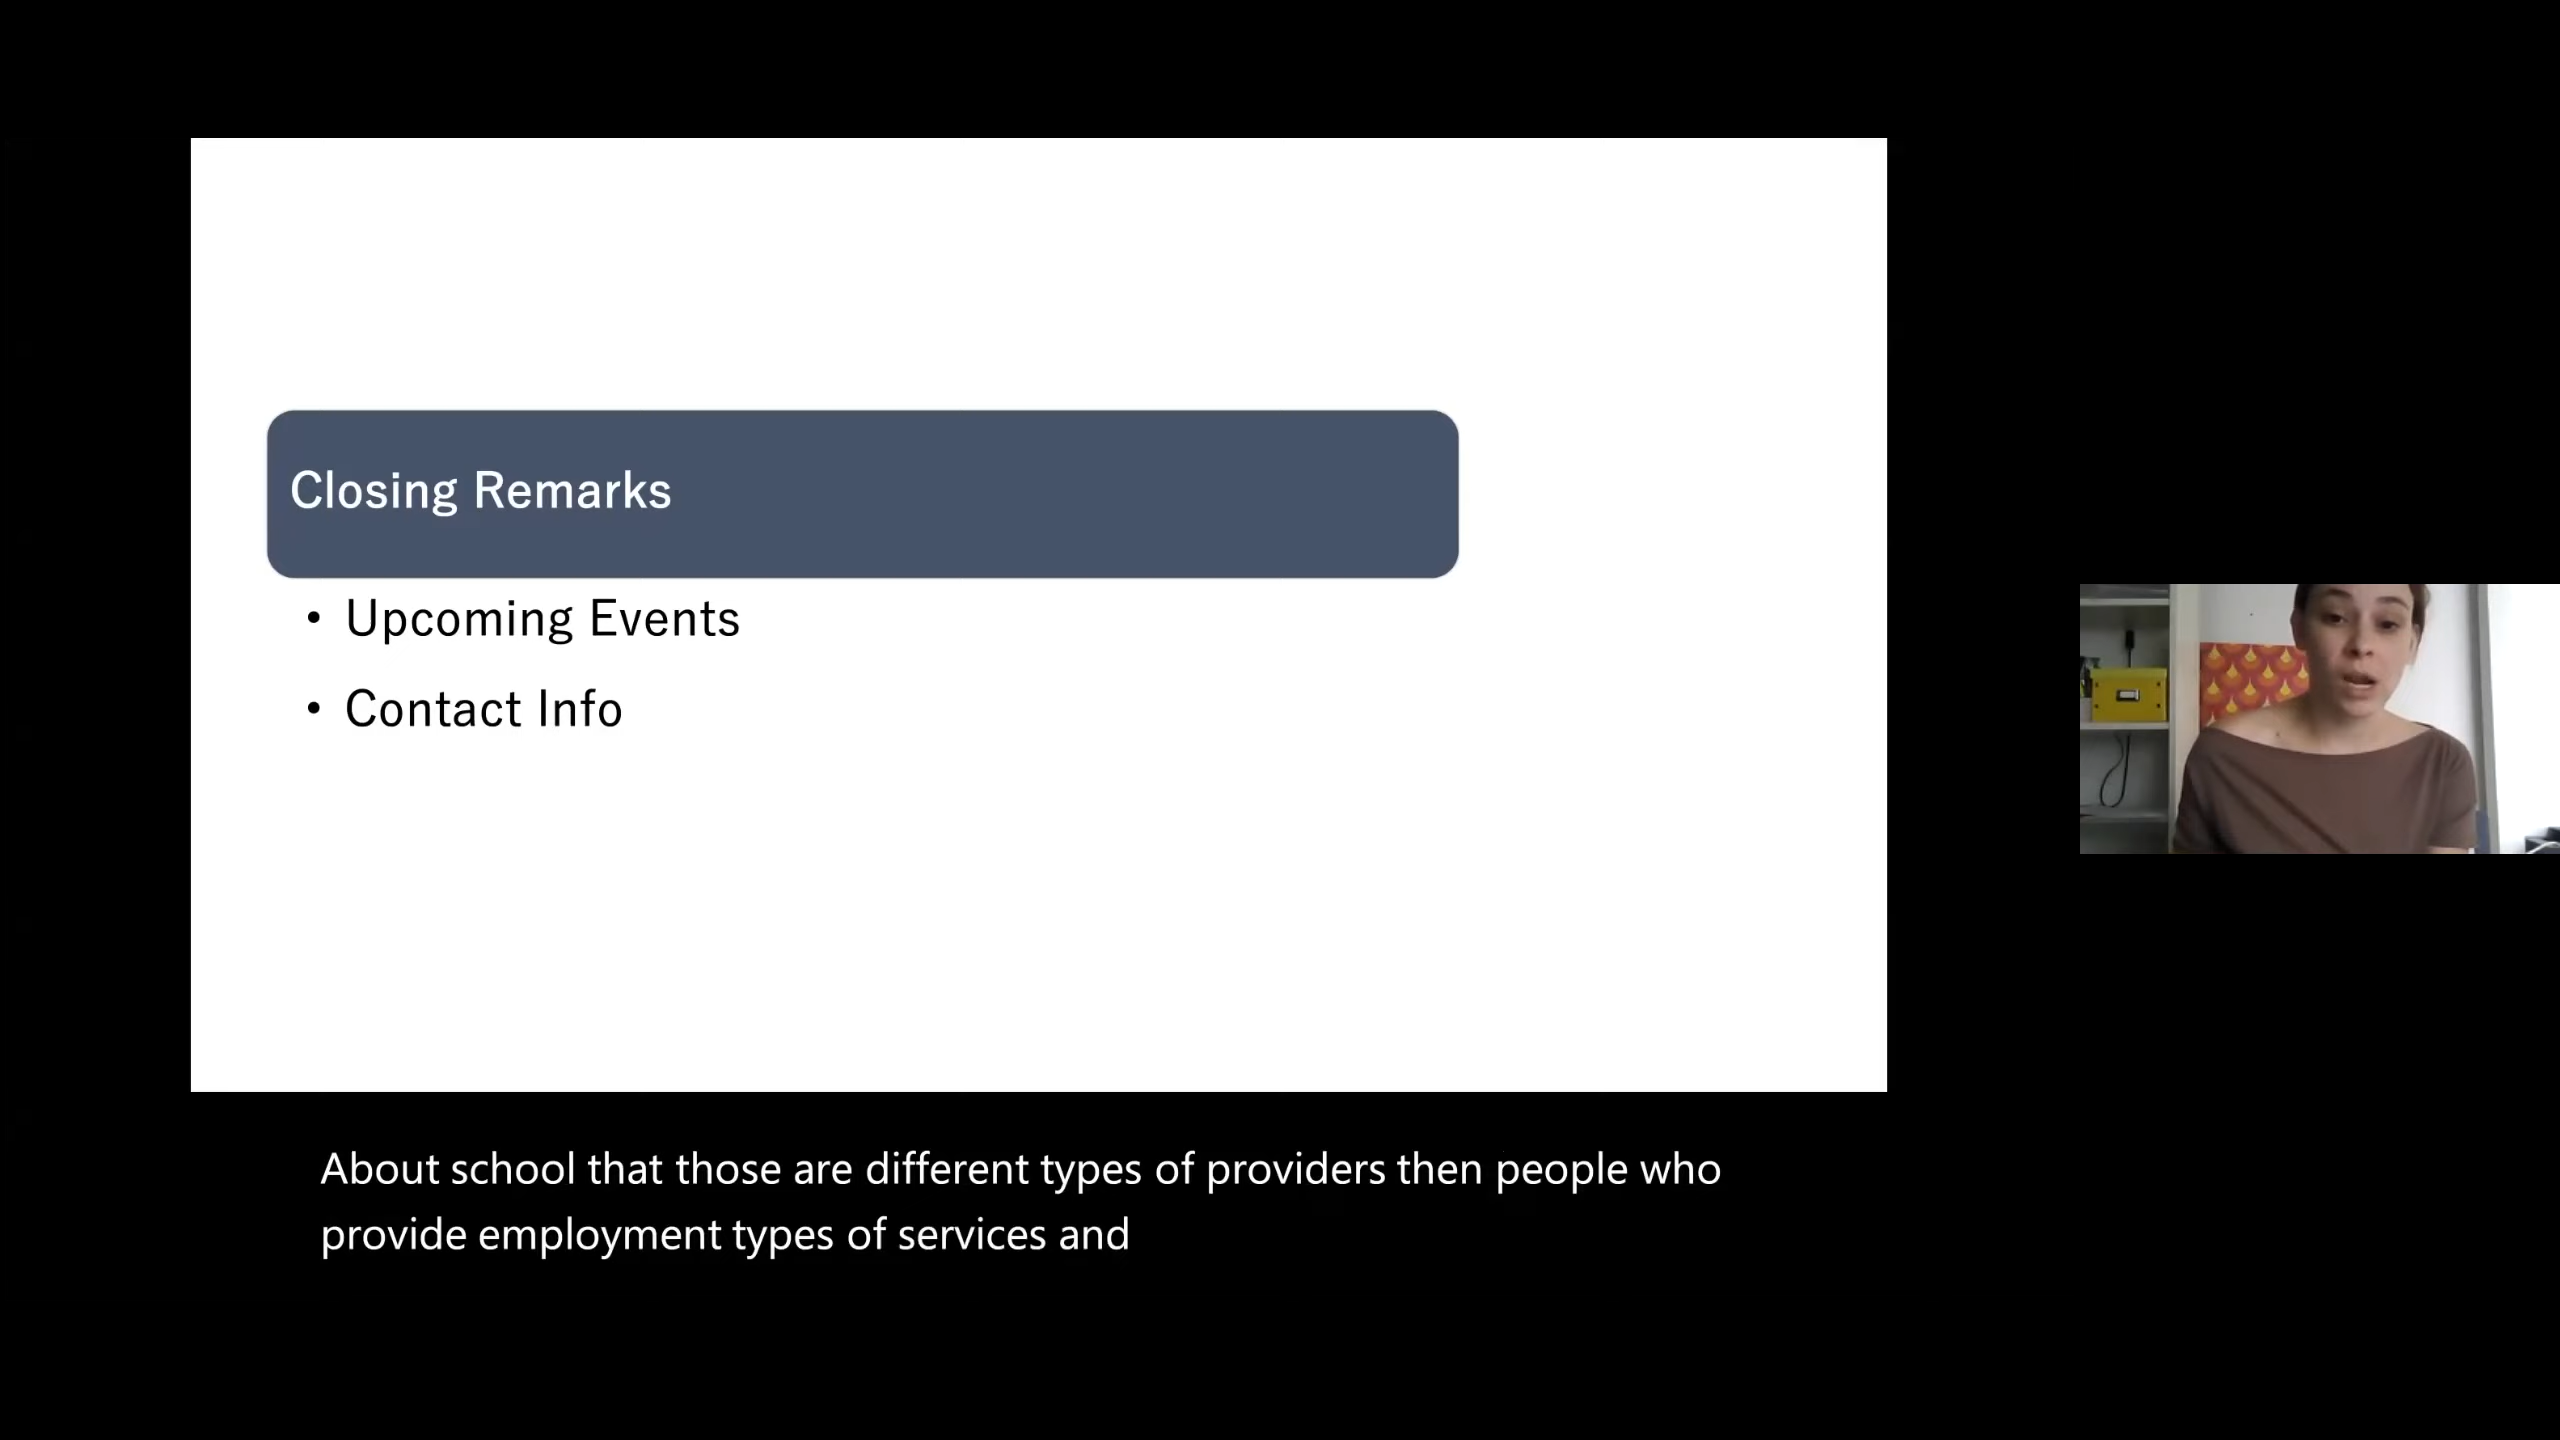 Closing Remarks
• Upcoming Events
• Contact Info
About school that those are different types of providers then people who
provide employment types of services and